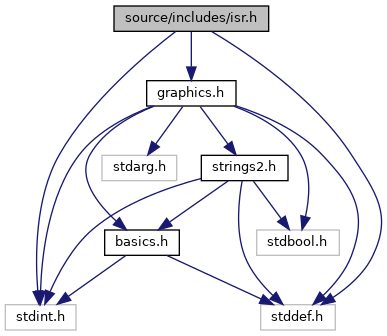 source/includes/isr.h
graphics.h
stdarg.h
strings2.h
basics.h
stdbool.h
stdint.h
stddef.h